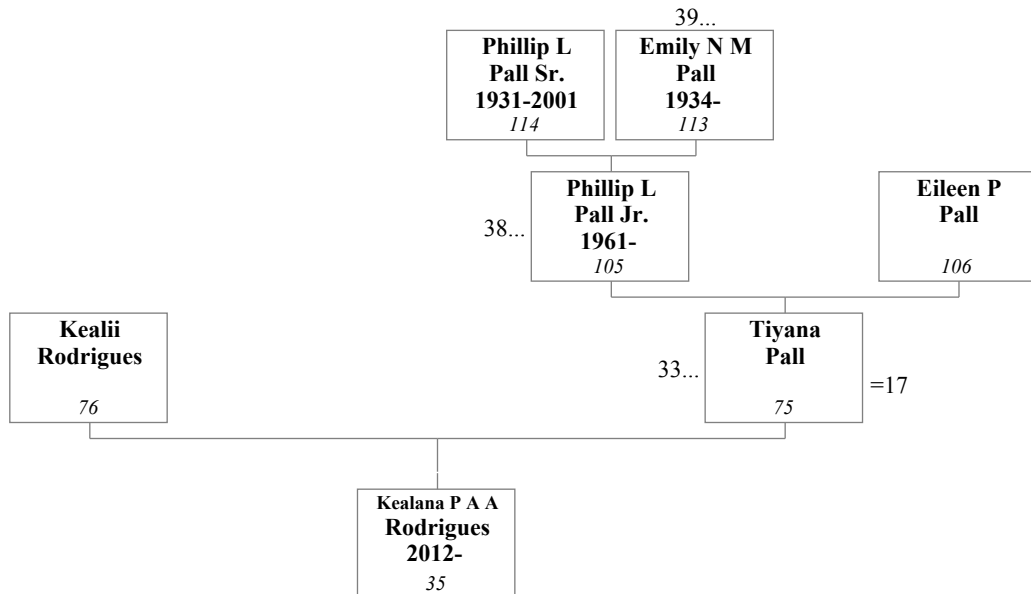 39...
Phillip L
Pall Sr.
1931-2001
114
Emily N M
Pall
1934-
113
38...
Phillip L
Pall Jr.
1961-
105
Eileen P
Pall
106
Kealii
Rodrigues
76
33...
Tiyana
Pall
75
=17
Kealana P A A
Rodrigues
2012-
35